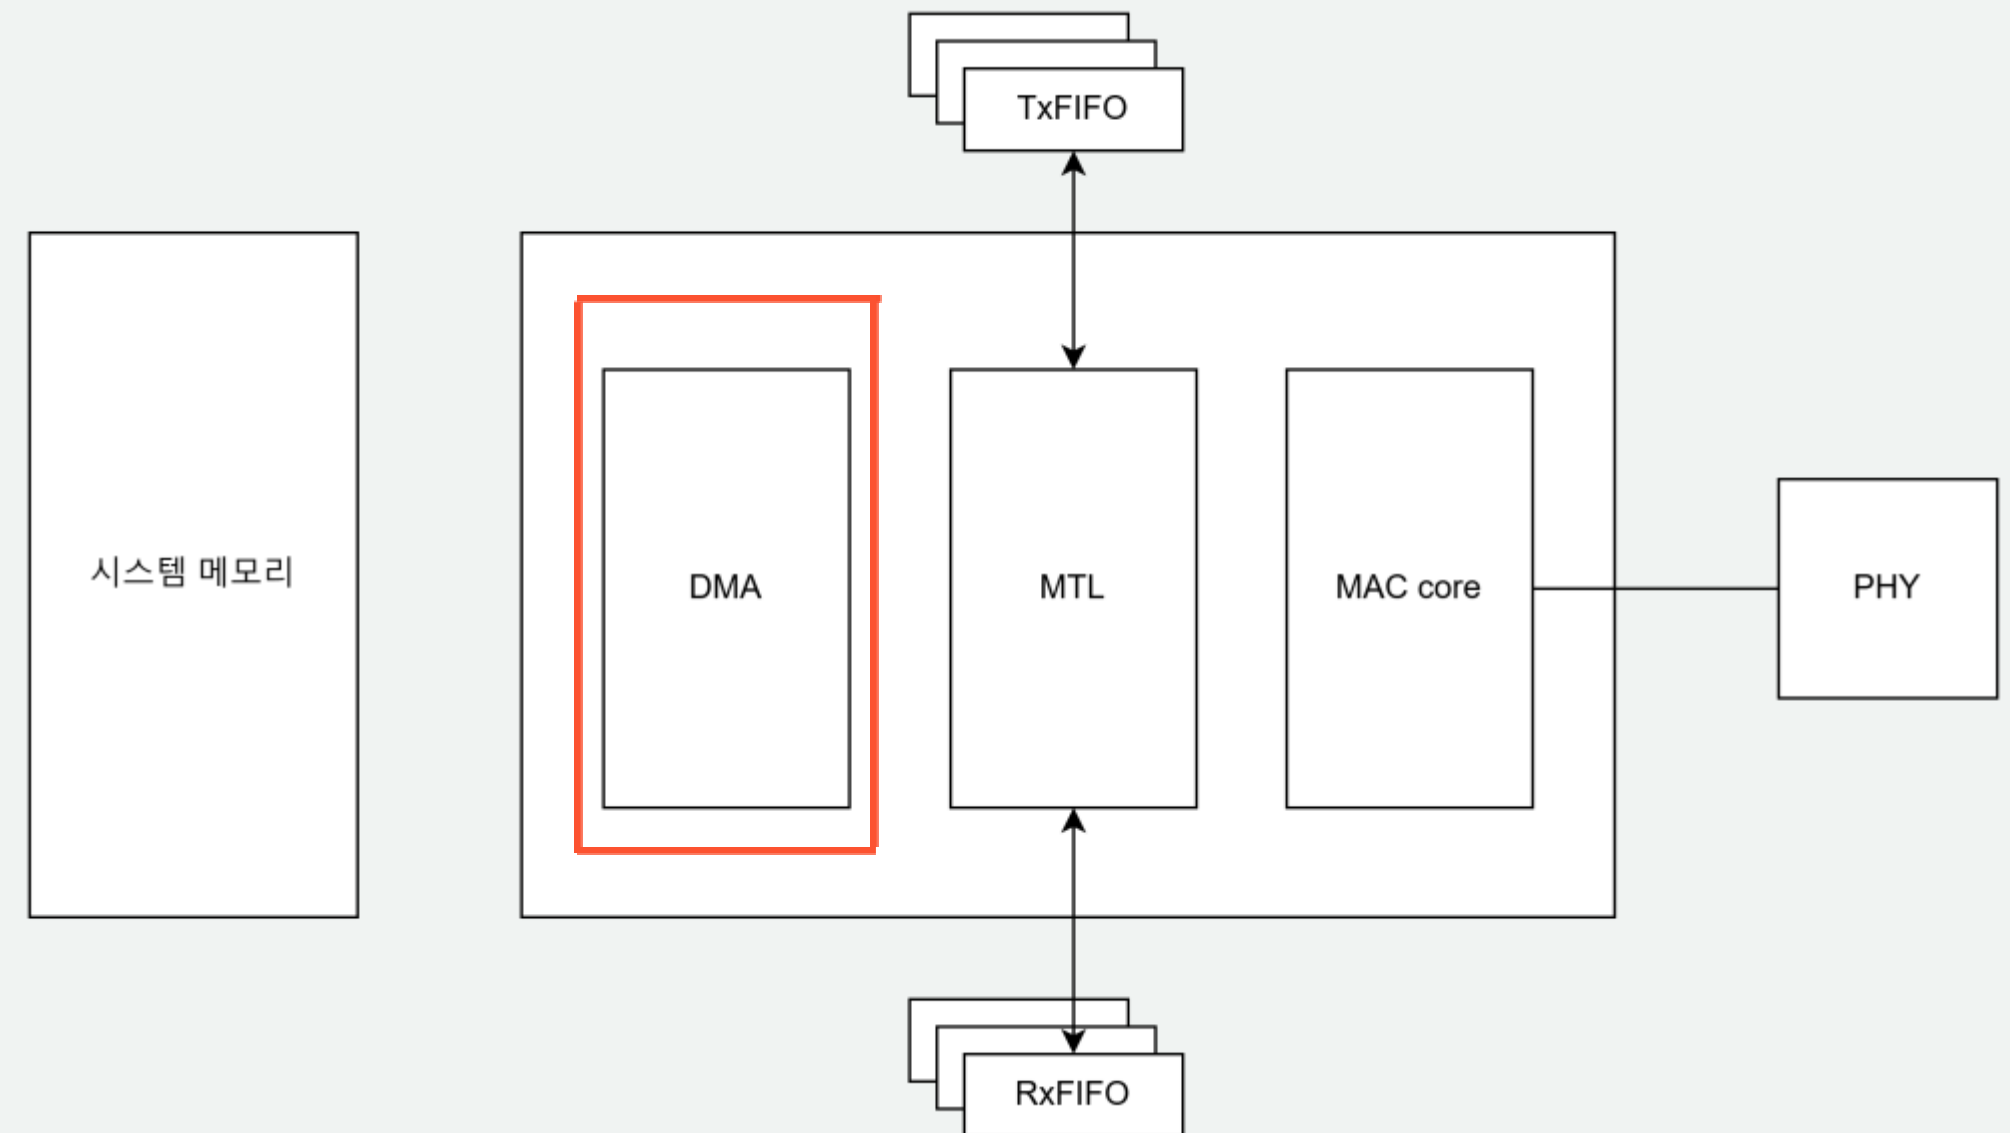 TxFIFO
시스템 메모리
DMA
MTL
MAC core
PHY
RxFIFO